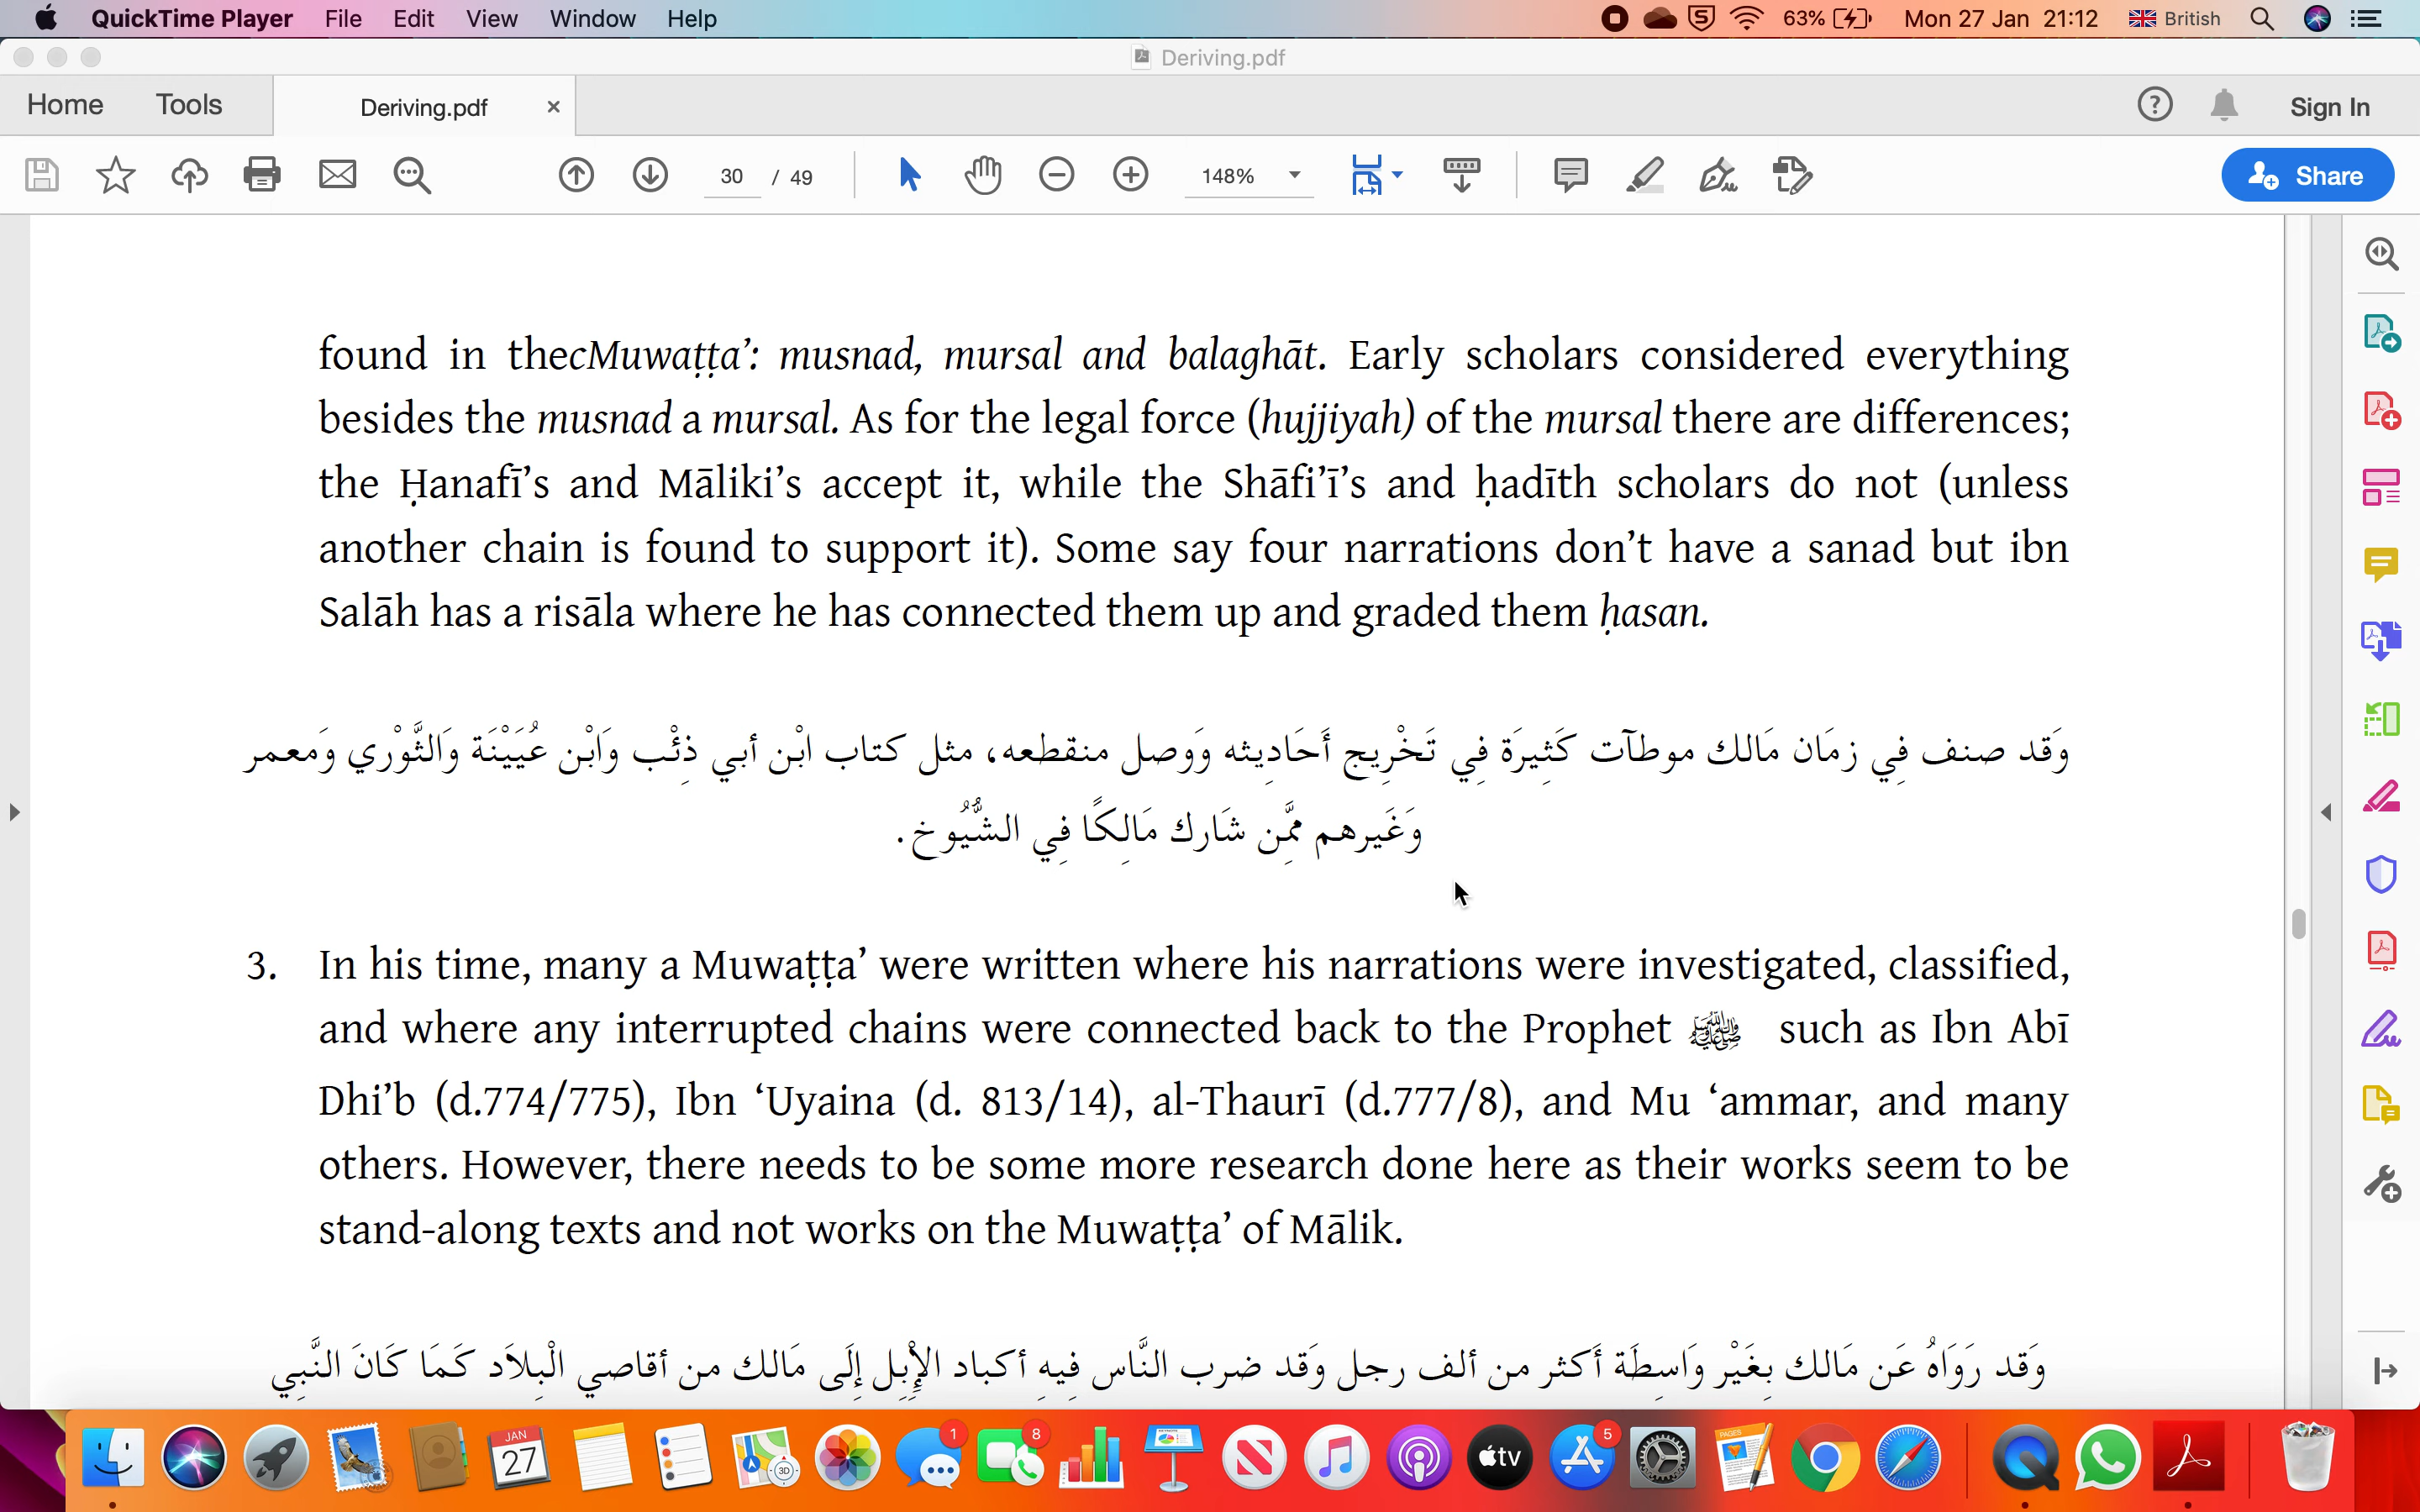 QuickTime Player File Edit View Window Help 63% Mon 27 Jan 21:12 British
Deriving.pdf
Home Tools Deriving.pdf × ? Sign In
30 / 49 148% Share
found in thecMuwaṭṭa’: musnad, mursal and balaghāt. Early scholars considered everything
besides the musnad a mursal. As for the legal force (hujjiyah) of the mursal there are differences;
the Ḥanafī’s and Māliki’s accept it, while the Shāfi’ī’s and ḥadīth scholars do not (unless
another chain is found to support it). Some say four narrations don’t have a sanad but ibn
Salāh has a risāla where he has connected them up and graded them ḥasan.
وَقد صنف فِي زمَان مَالك موطآت كَثِيرَة فِي تَخْرِيج أَحَادِيثه وَوصل منقطعه، مثل كتاب ابْن أبي ذِئْب وَابْن عُيَيْنَة وَالثَّوْري وَمعمر
وَغَيرهم مِمَّن شَارك مَالِكًا فِي الشُّيُوخ.
3. In his time, many a Muwaṭṭa’ were written where his narrations were investigated, classified,
and where any interrupted chains were connected back to the Prophet ﷺ such as Ibn Abī
Dhi’b (d.774/775), Ibn ‘Uyaina (d. 813/14), al-Thaurī (d.777/8), and Mu ‘ammar, and many
others. However, there needs to be some more research done here as their works seem to be
stand-along texts and not works on the Muwaṭṭa’ of Mālik.
وَقد رَوَاهُ عَن مَالك بِغَيْر وَاسِطَة أَكثر من ألف رجل وَقد ضرب النَّاس فِيهِ أكباد الإِبِل إِلَى مَالك من أقاصي الْبِلَاد كَمَا كَانَ النَّبِي
JAN 27 3D 1 8 tv 5 PAGES